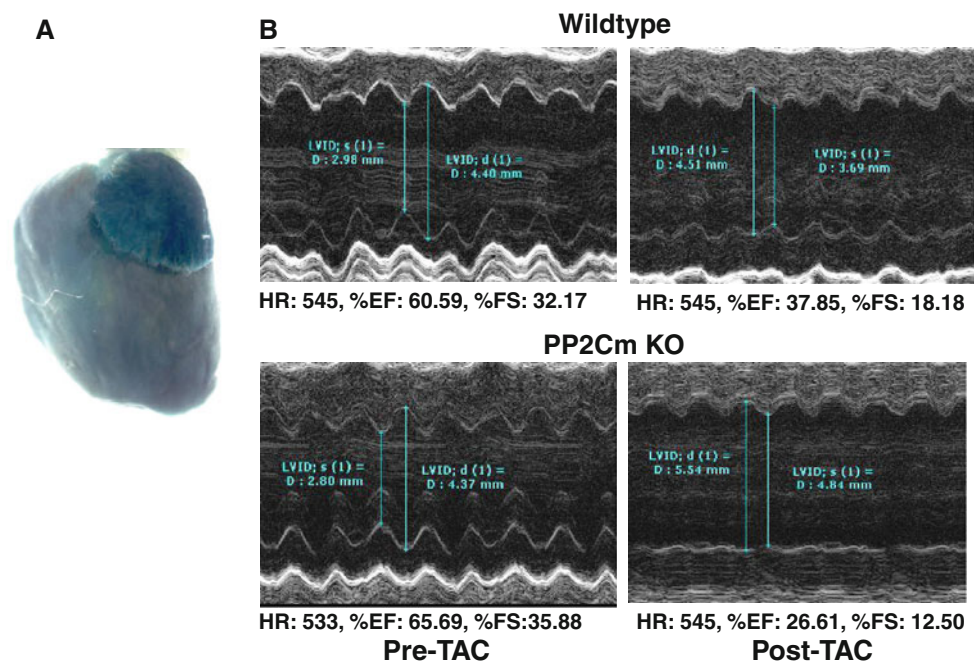 A
B
Wildtype
LVID; s (1) =
D : 2.98 mm
LVID; d (1) =
D : 4.40 mm
LVID; d (1) =
D : 4.51 mm
LVID; s (1) =
D : 3.69 mm
HR: 545, %EF: 60.59, %FS: 32.17
HR: 545, %EF: 37.85, %FS: 18.18
PP2Cm KO
LVID; s (1) =
D : 2.80 mm
LVID; d (1) =
D : 4.37 mm
LVID; d (1) =
D : 5.54 mm
LVID; s (1) =
D : 4.84 mm
HR: 533, %EF: 65.69, %FS:35.88
HR: 545, %EF: 26.61, %FS: 12.50
Pre-TAC
Post-TAC